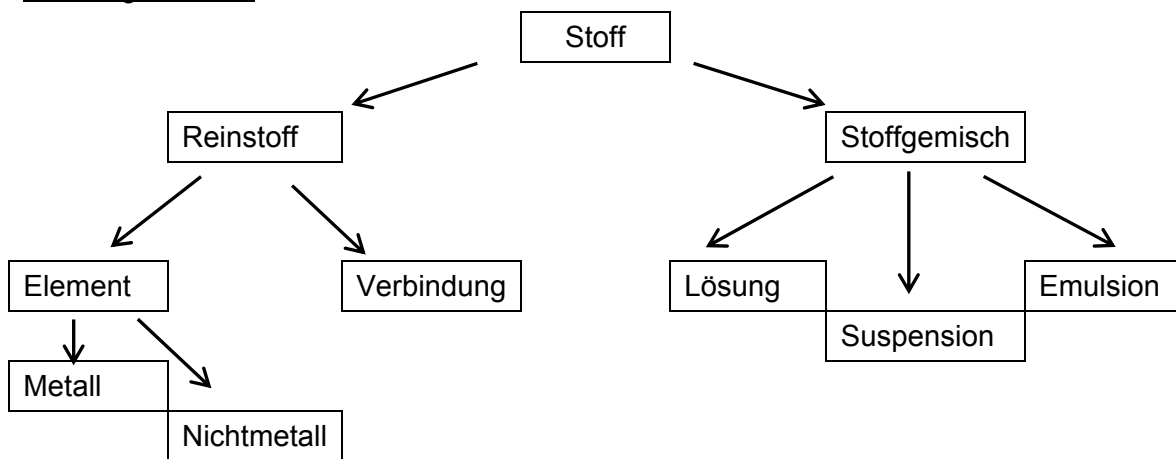 Stoff
Reinstoff
Stoffgemisch
Element
Verbindung
Lösung
Emulsion
Suspension
Metall
Nichtmetall